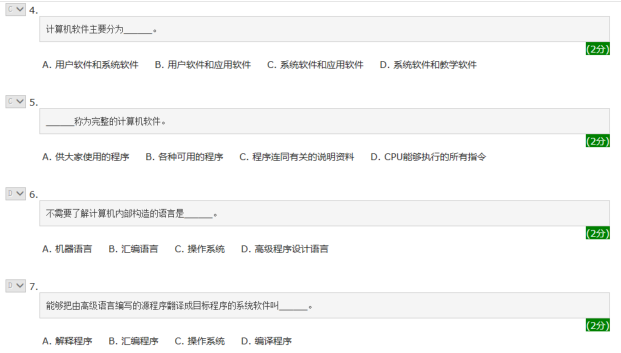 C 4.
计算机软件主要分为______。
(2分)
A. 用户软件和系统软件 B. 用户软件和应用软件 C. 系统软件和应用软件 D. 系统软件和教学软件
C 5.
______称为完整的计算机软件。
(2分)
A. 供大家使用的程序 B. 各种可用的程序 C. 程序连同有关的说明资料 D. CPU能够执行的所有指令
D 6.
不需要了解计算机内部构造的语言是______。
(2分)
A. 机器语言 B. 汇编语言 C. 操作系统 D. 高级程序设计语言
D 7.
能够把由高级语言编写的源程序翻译成目标程序的系统软件叫______。
(2分)
A. 解释程序 B. 汇编程序 C. 操作系统 D. 编译程序